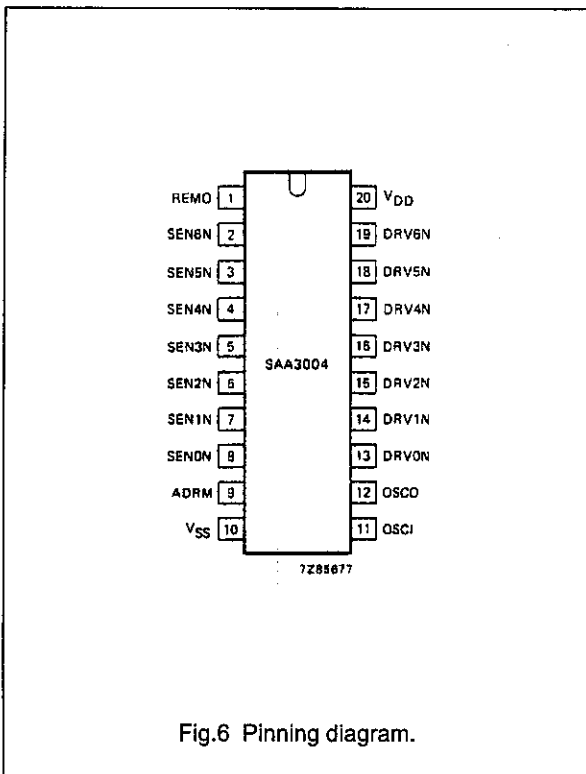 REMO 1 20 VDD
SEN6N 2 19 DRV6N
SEN5N 3 18 DRV5N
SEN4N 4 17 DRV4N
SEN3N 5 16 DRV3N
SAA3004
SEN2N 6 15 DRV2N
SEN1N 7 14 DRV1N
SEN0N 8 13 DRV0N
ADRM 9 12 OSCO
VSS 10 11 OSCI
7Z85677
Fig.6 Pinning diagram.